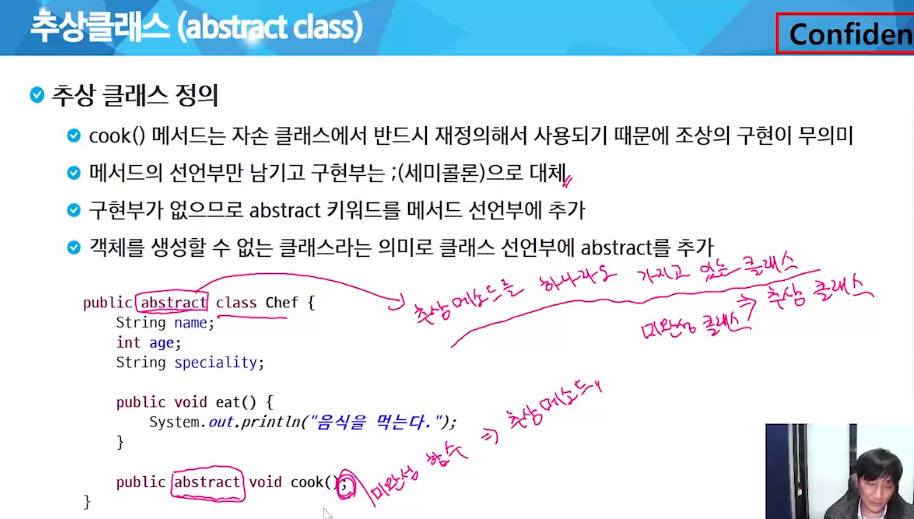 추상클래스 (abstract class)
Confiden
추상 클래스 정의
cook() 메서드는 자손 클래스에서 반드시 재정의해서 사용되기 때문에 조상의 구현이 무의미
메서드의 선언부만 남기고 구현부는 ;(세미콜론)으로 대체
구현부가 없으므로 abstract 키워드를 메서드 선언부에 추가
객체를 생성할 수 없는 클래스라는 의미로 클래스 선언부에 abstract를 추가
추상메소드를 하나라도 가지고 있는 클래스
미완성 클래스 => 추상 클래스
public abstract class Chef {
String name;
int age;
String speciality;
public void eat() {
System.out.println("음식을 먹는다.");
}
public abstract void cook();
미완성 함수 => 추상메소드
}